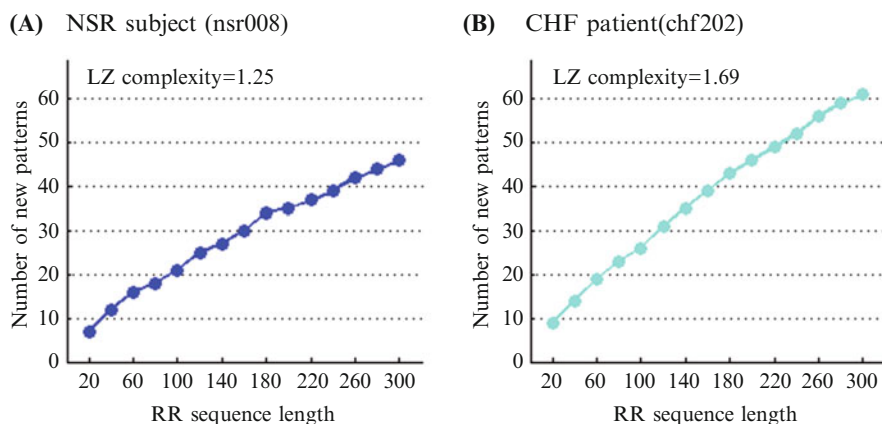 (A) NSR subject (nsr008)
LZ complexity=1.25
Number of new patterns
60
50
40
30
20
10
0
20 60 100 140 180 220 260 300
RR sequence length
(B) CHF patient(chf202)
LZ complexity=1.69
Number of new patterns
60
50
40
30
20
10
0
20 60 100 140 180 220 260 300
RR sequence length